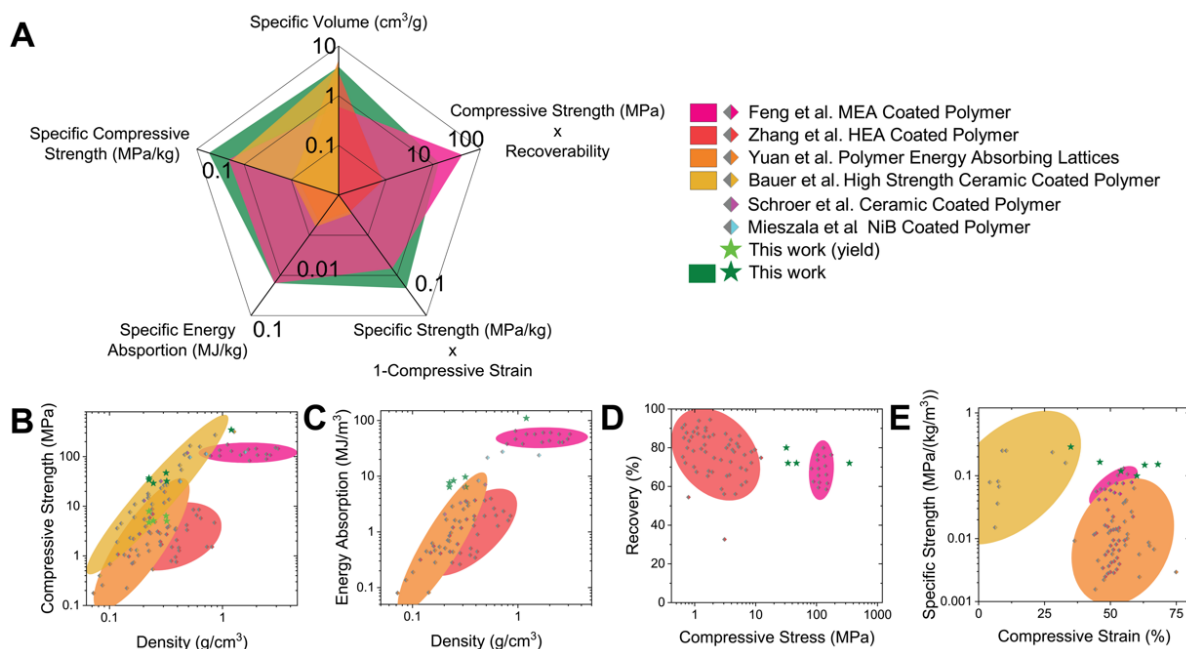 A
Specific Volume (cm³/g)
10
1
0.1
Compressive Strength (MPa)
x
Recoverability
100
10
Specific Compressive
Strength (MPa/kg)
0.1
0.01
0.1
Specific Energy
Absportion (MJ/kg)
0.1
Specific Strength (MPa/kg)
x
1-Compressive Strain
Feng et al. MEA Coated Polymer
Zhang et al. HEA Coated Polymer
Yuan et al. Polymer Energy Absorbing Lattices
Bauer et al. High Strength Ceramic Coated Polymer
Schroer et al. Ceramic Coated Polymer
Mieszala et al. NiB Coated Polymer
This work (yield)
This work
B
Compressive Strength (MPa)
100
10
1
0.1
0.1
1
Density (g/cm³)
C
Energy Absorption (MJ/m³)
100
10
1
0.1
0.1
1
Density (g/cm³)
D
Recovery (%)
100
80
60
40
20
0
1
10
100
1000
Compressive Stress (MPa)
E
Specific Strength (MPa/(kg/m³)
1
0.1
0.01
0.001
0
25
50
75
Compressive Strain (%)